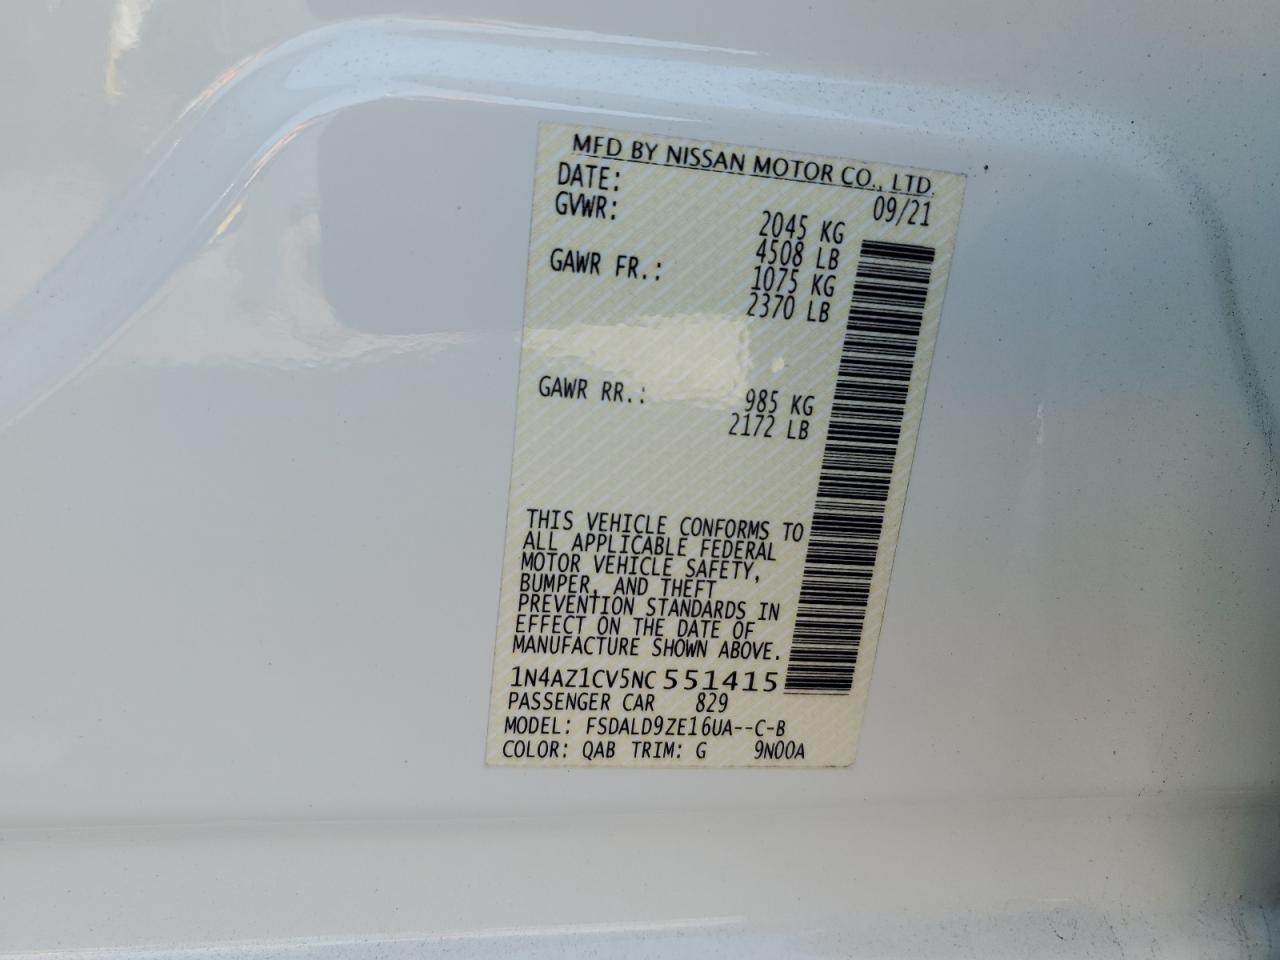 MFD BY NISSAN MOTOR CO., LTD.
DATE: 09/21
GVWR: 2045 KG
4508 LB
GAWR FR.: 1075 KG
2370 LB
GAWR RR.: 985 KG
2172 LB
THIS VEHICLE CONFORMS TO
ALL APPLICABLE FEDERAL
MOTOR VEHICLE SAFETY,
BUMPER, AND THEFT
PREVENTION STANDARDS IN
EFFECT ON THE DATE OF
MANUFACTURE SHOWN ABOVE.
1N4AZ1CV5NC551415
PASSENGER CAR 829
MODEL: FSDALD9ZE16UA--C-B
COLOR: QAB TRIM: G 9N00A